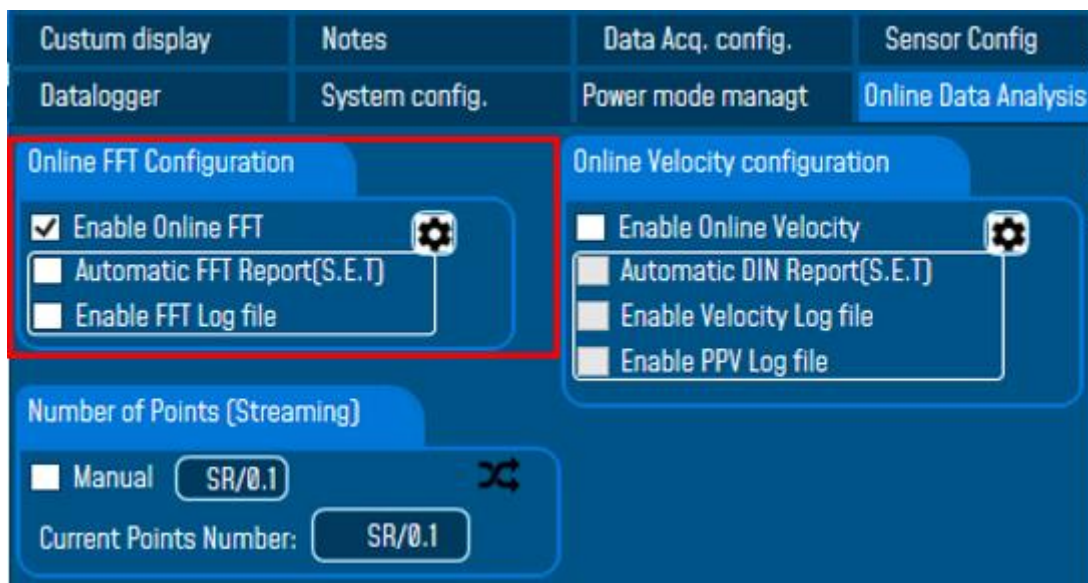 Custum display Notes Data Acq. config. Sensor Config
Datalogger System config. Power mode managt Online Data Analysis
Online FFT Configuration
Enable Online FFT
Automatic FFT Report(S.E.T)
Enable FFT Log file
Online Velocity configuration
Enable Online Velocity
Automatic DIN Report(S.E.T)
Enable Velocity Log file
Enable PPV Log file
Number of Points (Streaming)
Manual SR/0.1
Current Points Number: SR/0.1